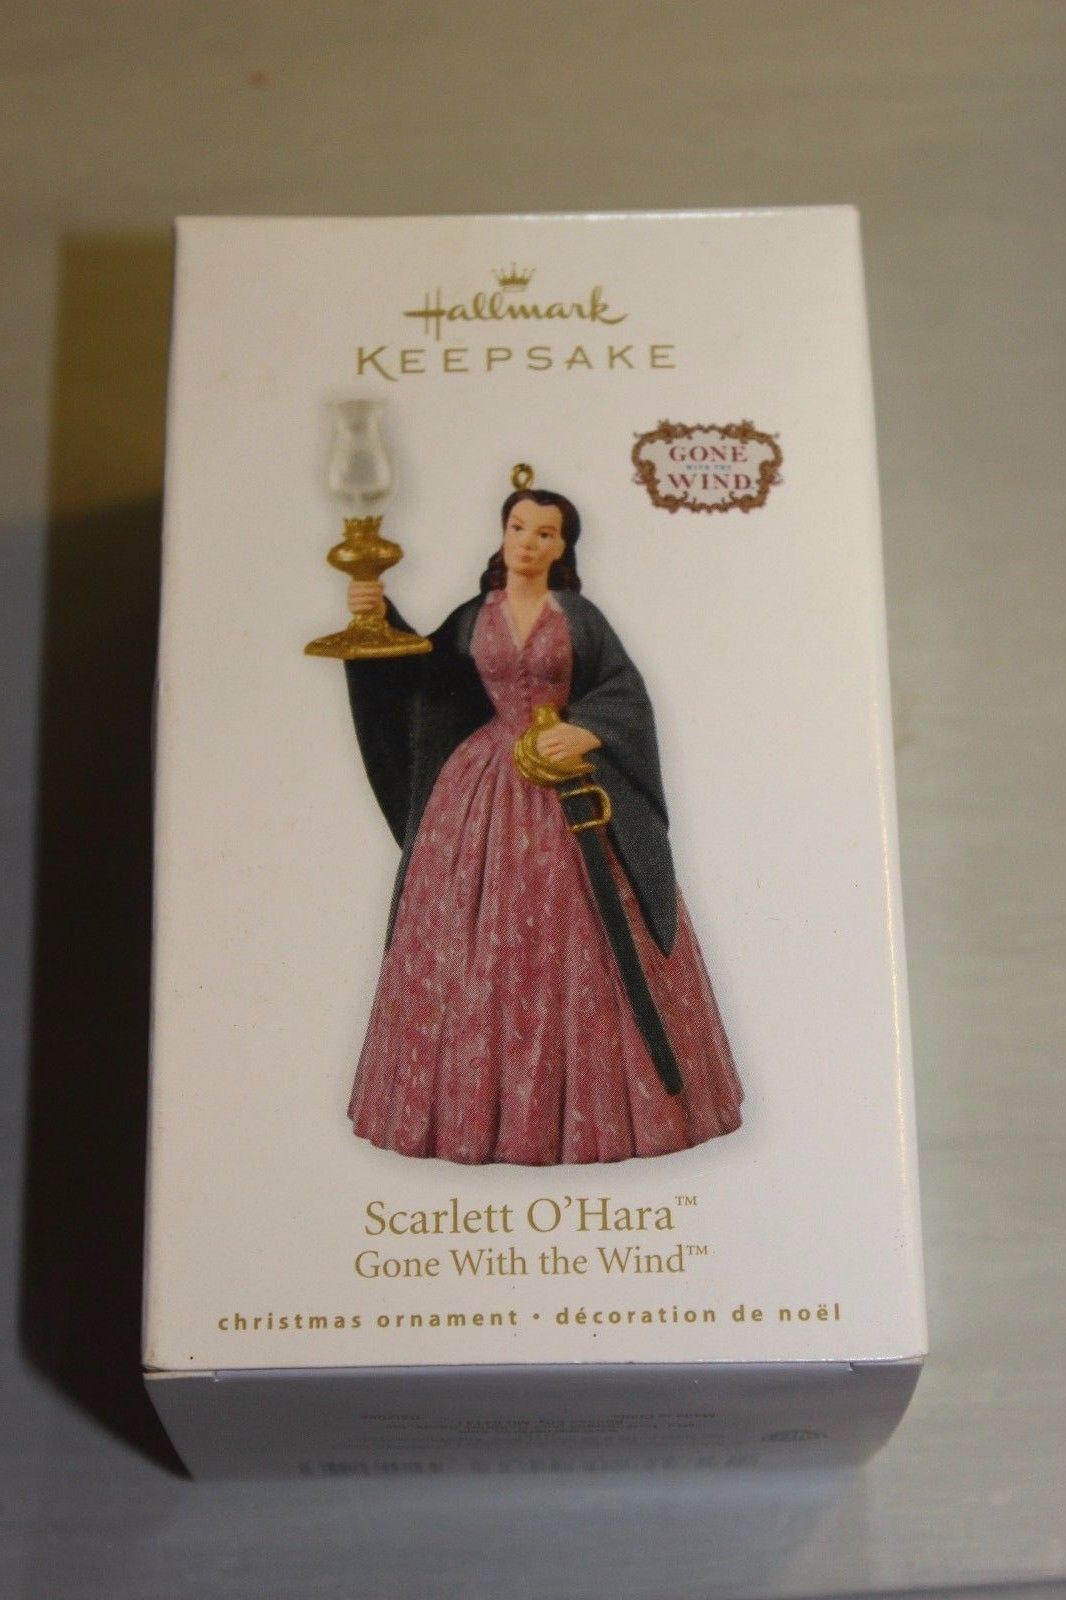 Hallmark
KEEPSAKE
GONE
WITH THE
WIND
Scarlett O'Hara™
Gone With the Wind™
christmas ornament • décoration de noël